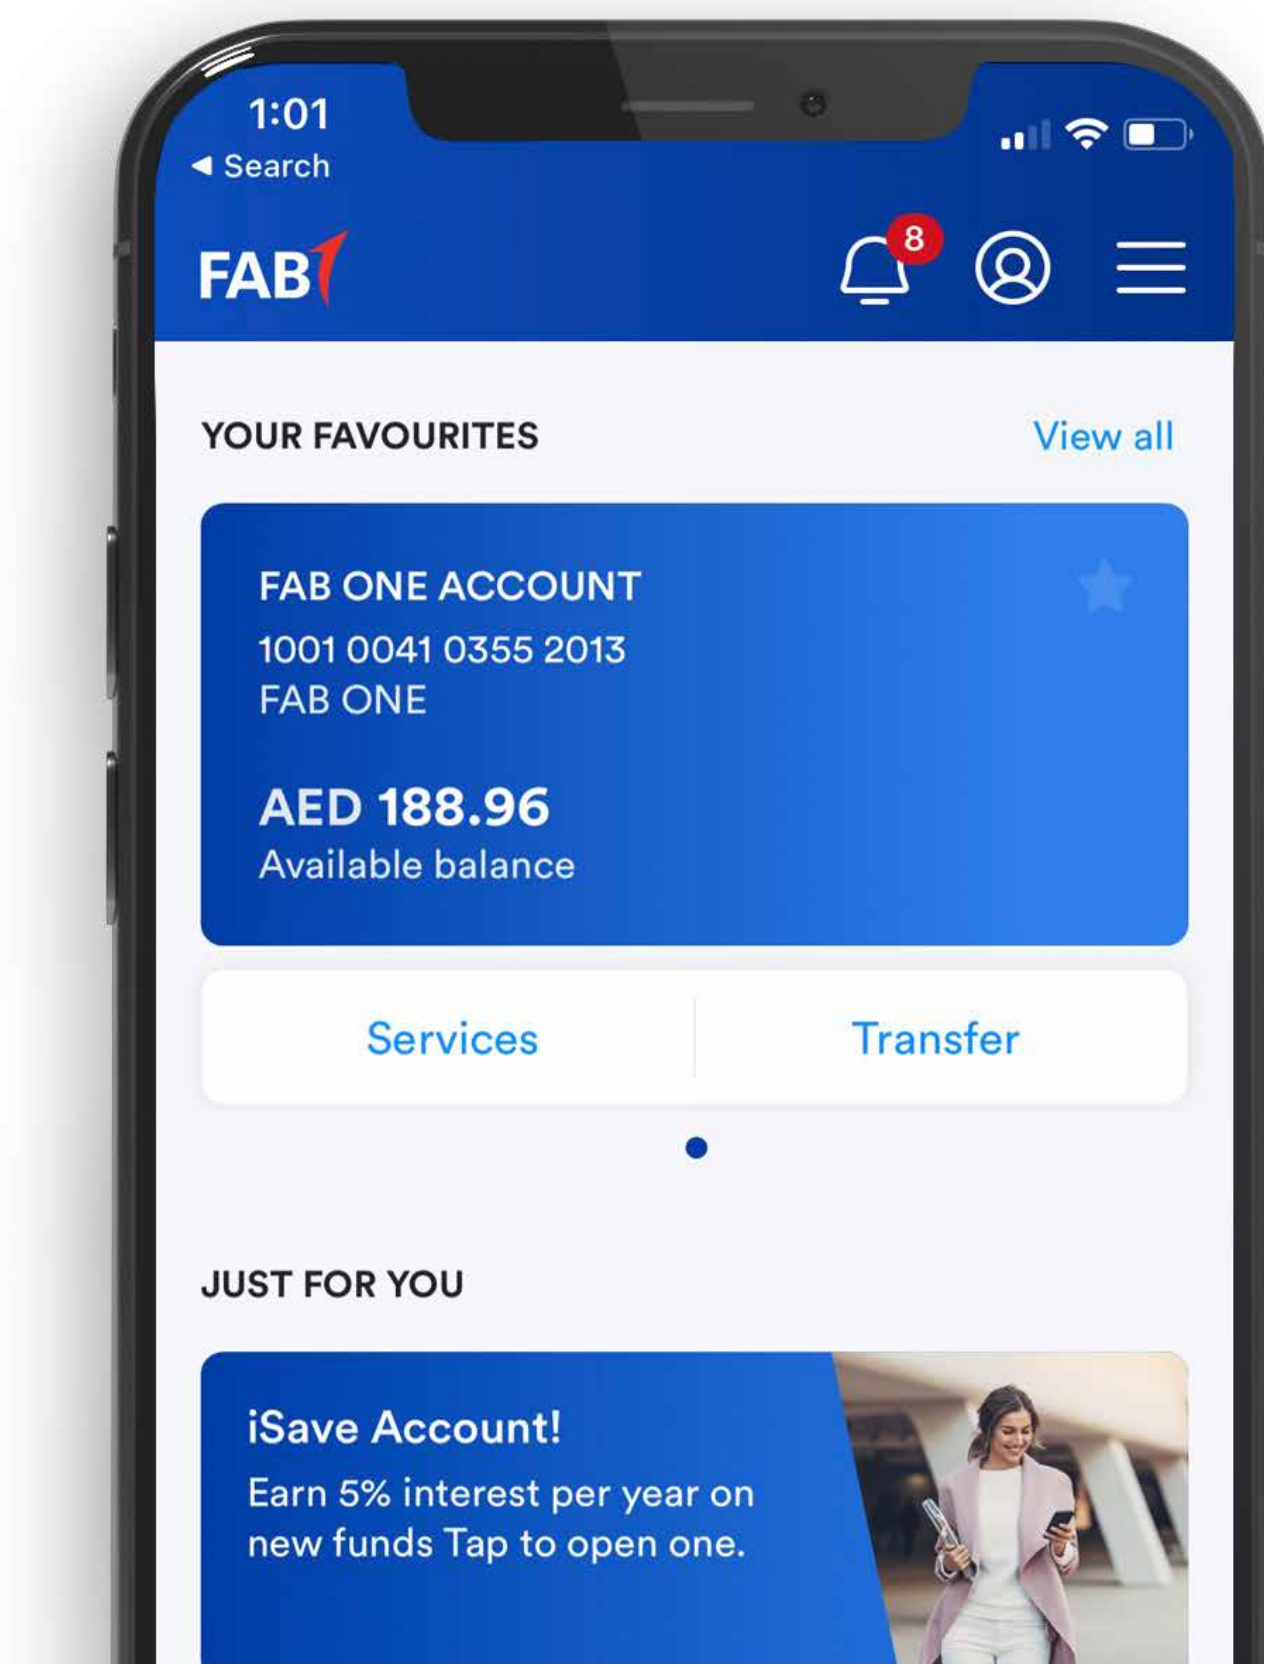 1:01
◀ Search
FAB
8
YOUR FAVOURITES
View all
FAB ONE ACCOUNT
1001 0041 0355 2013
FAB ONE
AED 188.96
Available balance
Services
Transfer
JUST FOR YOU
iSave Account!
Earn 5% interest per year on
new funds Tap to open one.